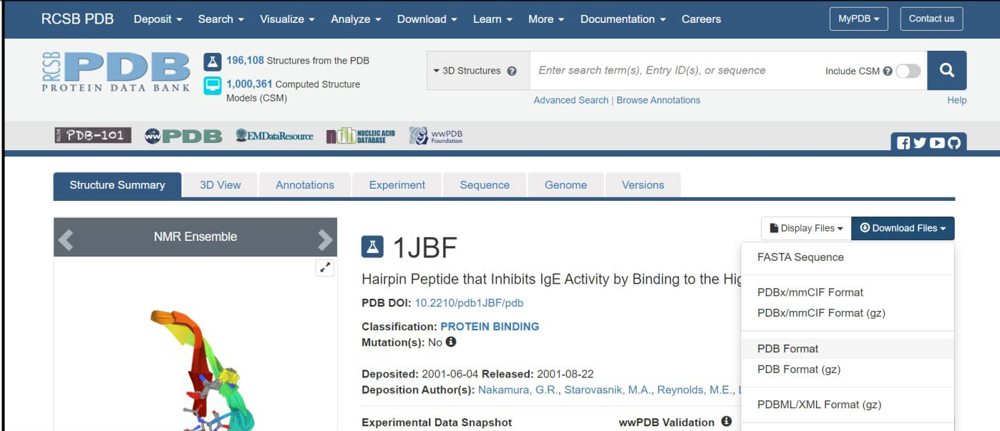 RCSB PDB Deposit Search Visualize Analyze Download Learn More Documentation Careers MyPDB Contact us
RCSB PDB
PROTEIN DATA BANK
196,108 Structures from the PDB
1,000,361 Computed Structure
Models (CSM)
3D Structures Enter search term(s), Entry ID(s), or sequence Include CSM
Advanced Search | Browse Annotations Help
RCSB PDB-101 wwPDB EMDataResource ndb NUCLEIC ACID
DATABASE
wwPDB
Foundation
Structure Summary 3D View Annotations Experiment Sequence Genome Versions
NMR Ensemble
Display Files Download Files
1JBF
Hairpin Peptide that Inhibits IgE Activity by Binding to the Hig
PDB DOI: 10.2210/pdb1JBF/pdb
Classification: PROTEIN BINDING
Mutation(s): No
Deposited: 2001-06-04 Released: 2001-08-22
Deposition Author(s): Nakamura, G.R., Starovasnik, M.A., Reynolds, M.E.,
Experimental Data Snapshot wwPDB Validation
FASTA Sequence
PDBx/mmCIF Format
PDBx/mmCIF Format (gz)
PDB Format
PDB Format (gz)
PDBML/XML Format (gz)